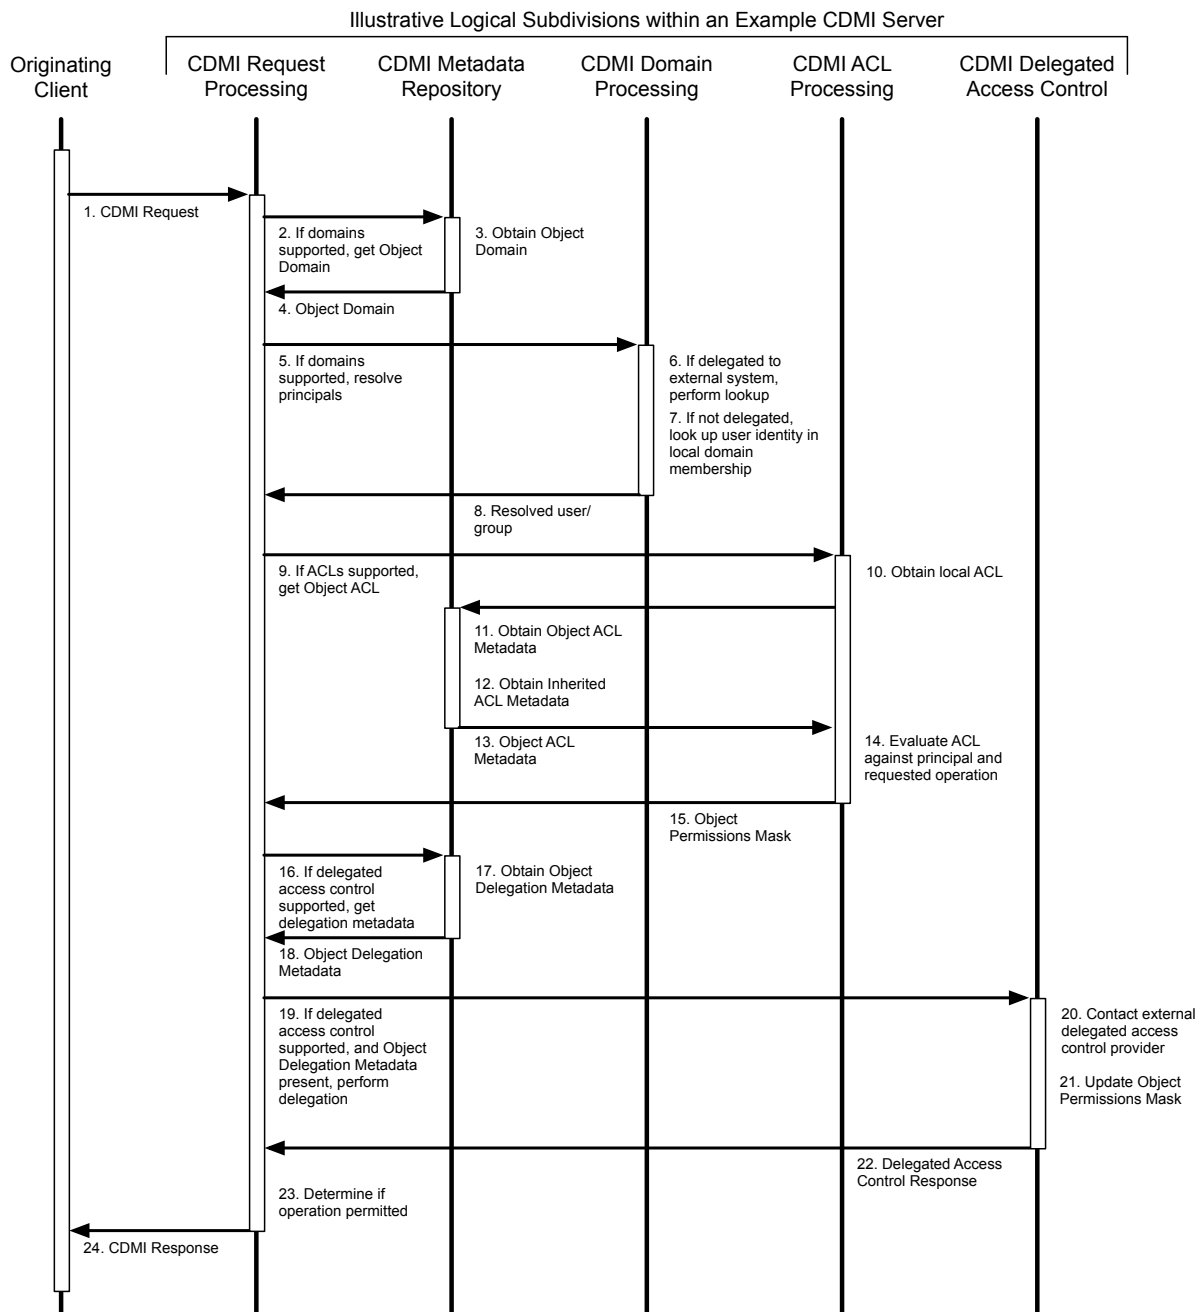 Illustrative Logical Subdivisions within an Example CDMI Server
Originating
Client
CDMI Request
Processing
CDMI Metadata
Repository
CDMI Domain
Processing
CDMI ACL
Processing
CDMI Delegated
Access Control
1. CDMI Request
2. If domains
supported, get Object
Domain
3. Obtain Object
Domain
4. Object Domain
5. If domains
supported, resolve
principals
6. If delegated to
external system,
perform lookup
7. If not delegated,
look up user identity in
local domain
membership
8. Resolved user/
group
9. If ACLs supported,
get Object ACL
10. Obtain local ACL
11. Obtain Object ACL
Metadata
12. Obtain Inherited
ACL Metadata
13. Object ACL
Metadata
14. Evaluate ACL
against principal and
requested operation
15. Object
Permissions Mask
16. If delegated
access control
supported, get
delegation metadata
17. Obtain Object
Delegation Metadata
18. Object Delegation
Metadata
19. If delegated
access control
supported, and Object
Delegation Metadata
present, perform
delegation
20. Contact external
delegated access
control provider
21. Update Object
Permissions Mask
22. Delegated Access
Control Response
23. Determine if
operation permitted
24. CDMI Response